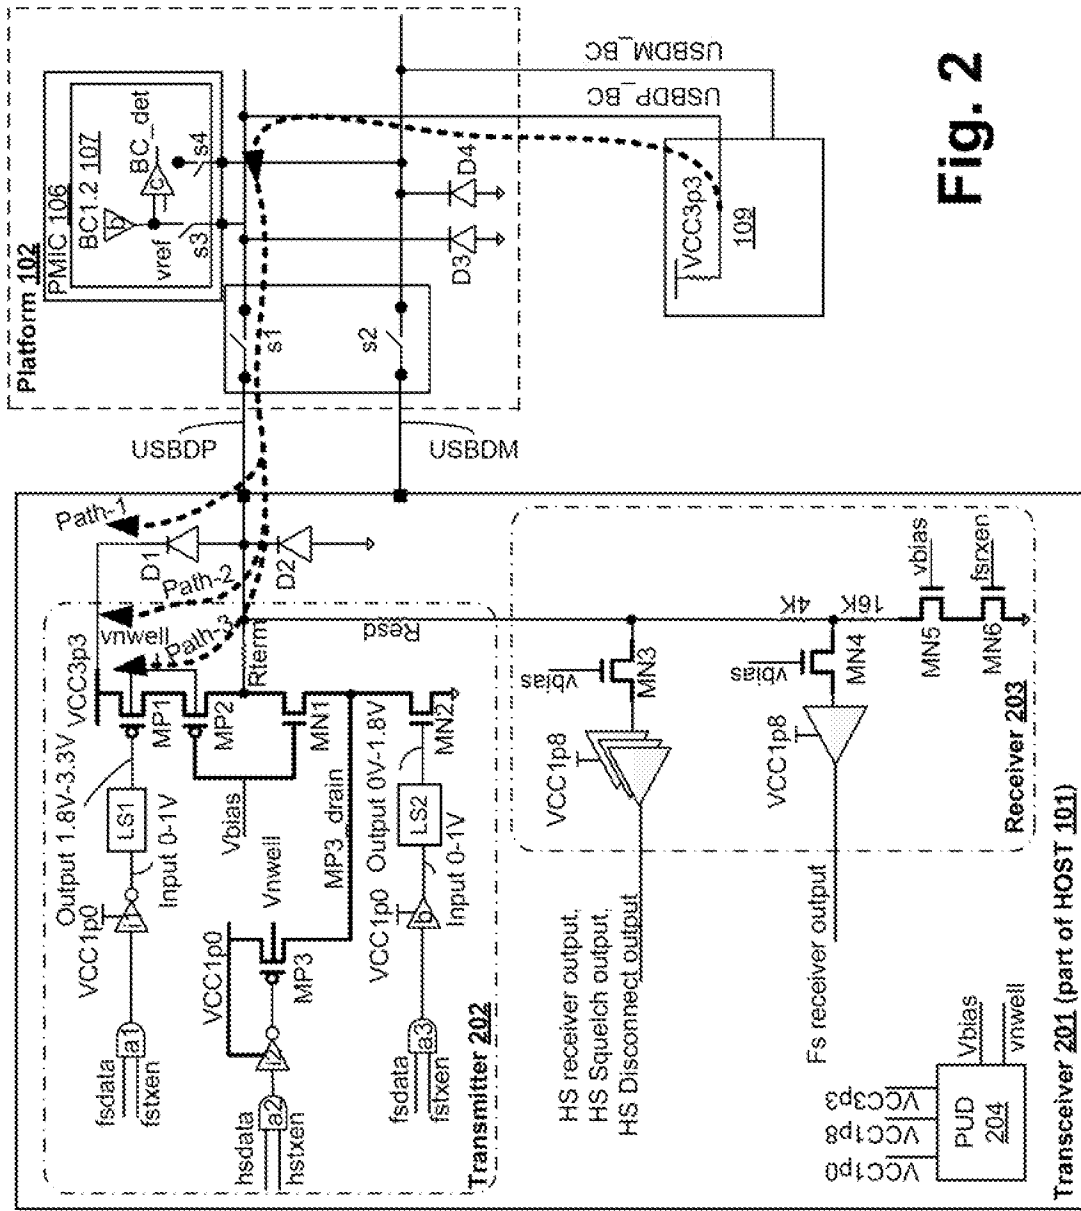 Fig. 2
Platform 102
PMIC 106
BC1.2 107
b
BC_det
c
vref
s3
s4
s1
s2
D3
D4
USBDM_BC
USBDP_BC
VCC3p3
109
USBDP
USBDM
Path-1
Path-2
Path-3
D1
D2
vnwell
VCC3p3
Rterm
Resd
Output 1.8V-3.3V
MP1
MP2
MN1
MN2
LS1
Input 0-1V
VCC1p0
fsdata
fstxen
a1
Vbias
Vnwell
VCC1p0
MP3
MP3_drain
hsdata
hstxen
a2
Output 0V-1.8V
LS2
Input 0-1V
VCC1p0
b
fsdata
fstxen
a3
Transmitter 202
4K
16K
vbias
MN3
vbias
MN4
vbias
MN5
fsrxen
MN6
VCC1p8
VCC1p8
Receiver 203
HS receiver output,
HS Squelch output,
HS Disconnect output
Fs receiver output
VCC3p3
VCC1p8
VCC1p0
PUD
204
Vbias
vnwell
Transceiver 201 (part of HOST 101)